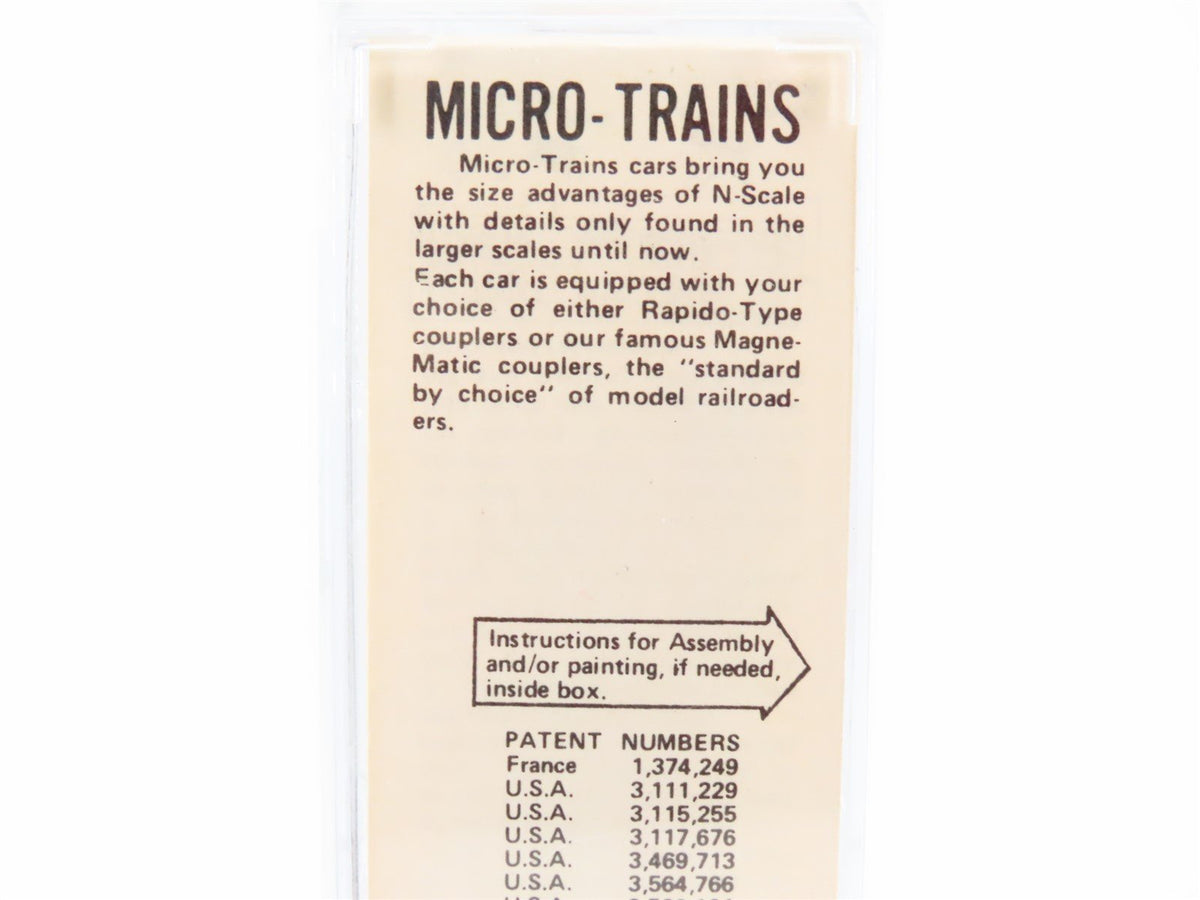 MICRO-TRAINS
Micro-Trains cars bring you
the size advantages of N-Scale
with details only found in the
larger scales until now.
Each car is equipped with your
choice of either Rapido-Type
couplers or our famous Magne-
Matic couplers, the "standard
by choice" of model railroad-
ers.
Instructions for Assembly
and/or painting, if needed,
inside box.
PATENT NUMBERS
France 1,374,249
U.S.A. 3,111,229
U.S.A. 3,115,255
U.S.A. 3,117,676
U.S.A. 3,469,713
U.S.A. 3,564,766